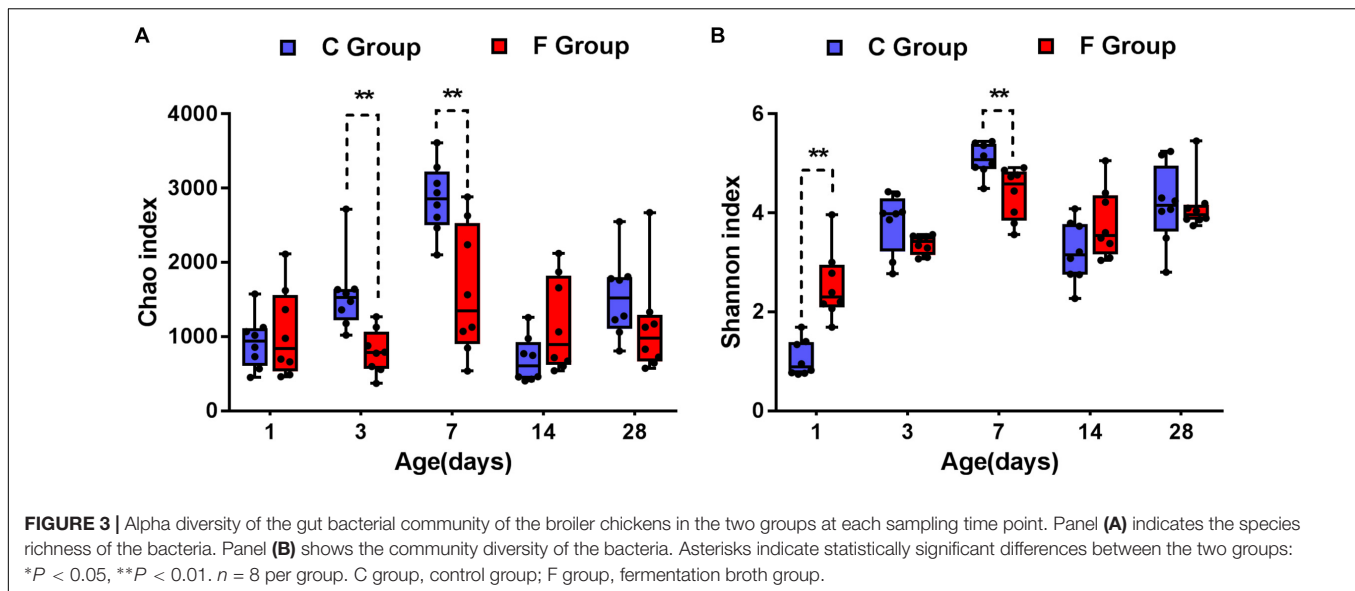 A
C Group
F Group
B
C Group
F Group
**
**
**
**
4000
3000
2000
1000
0
Chao index
1
3
7
14
28
Age(days)
6
4
2
0
Shannon index
1
3
7
14
28
Age(days)
FIGURE 3 | Alpha diversity of the gut bacterial community of the broiler chickens in the two groups at each sampling time point. Panel (A) indicates the species
richness of the bacteria. Panel (B) shows the community diversity of the bacteria. Asterisks indicate statistically significant differences between the two groups:
*P < 0.05, **P < 0.01. n = 8 per group. C group, control group; F group, fermentation broth group.